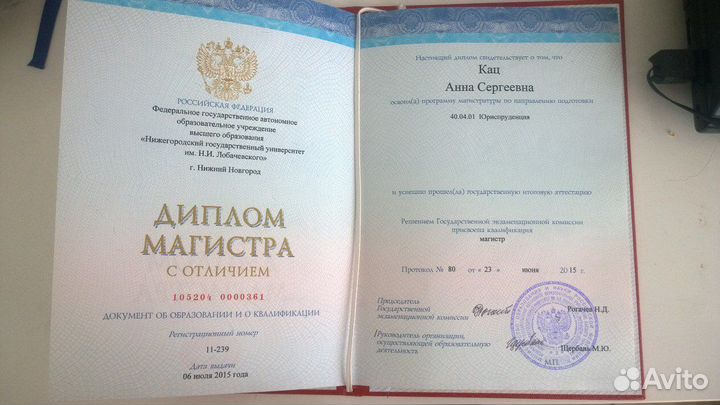 РОССИЙСКАЯ ФЕДЕРАЦИЯ
Федеральное государственное автономное
образовательное учреждение
высшего образования
«Нижегородский государственный университет
им. Н.И. Лобачевского»
г. Нижний Новгород
ДИПЛОМ
МАГИСТРА
С ОТЛИЧИЕМ
105204 0000361
ДОКУМЕНТ ОБ ОБРАЗОВАНИИ И О КВАЛИФИКАЦИИ
Регистрационный номер
11-239
Дата выдачи
06 июля 2015 года
Настоящий диплом свидетельствует о том, что
Кац
Анна Сергеевна
освоил(а) программу магистратуры по направлению подготовки
40.04.01 Юриспруденция
и успешно прошел(ла) государственную итоговую аттестацию
Решением Государственной экзаменационной комиссии
присвоена квалификация
магистр
Протокол № 80 от « 23 » июня 2015 г.
Председатель
Государственной
экзаменационной комиссии
Рогачев Н.Д.
Руководитель организации,
осуществляющей образовательную
деятельность
Щербань М.Ю.
М.П.
Avito